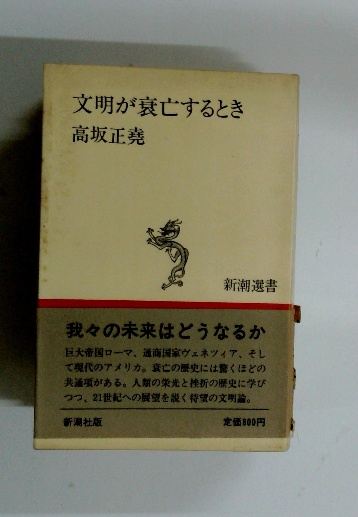 文明が衰亡するとき
高坂正堯
新潮選書
我々の未来はどうなるか
巨大帝国ローマ、通商国家ヴェネツィア、そし
て現代のアメリカ。衰亡の歴史には驚くほどの
共通項がある。人類の栄光と挫折の歴史に学び
つつ、21世紀への展望を説く待望の文明論。
新潮社版 定価800円